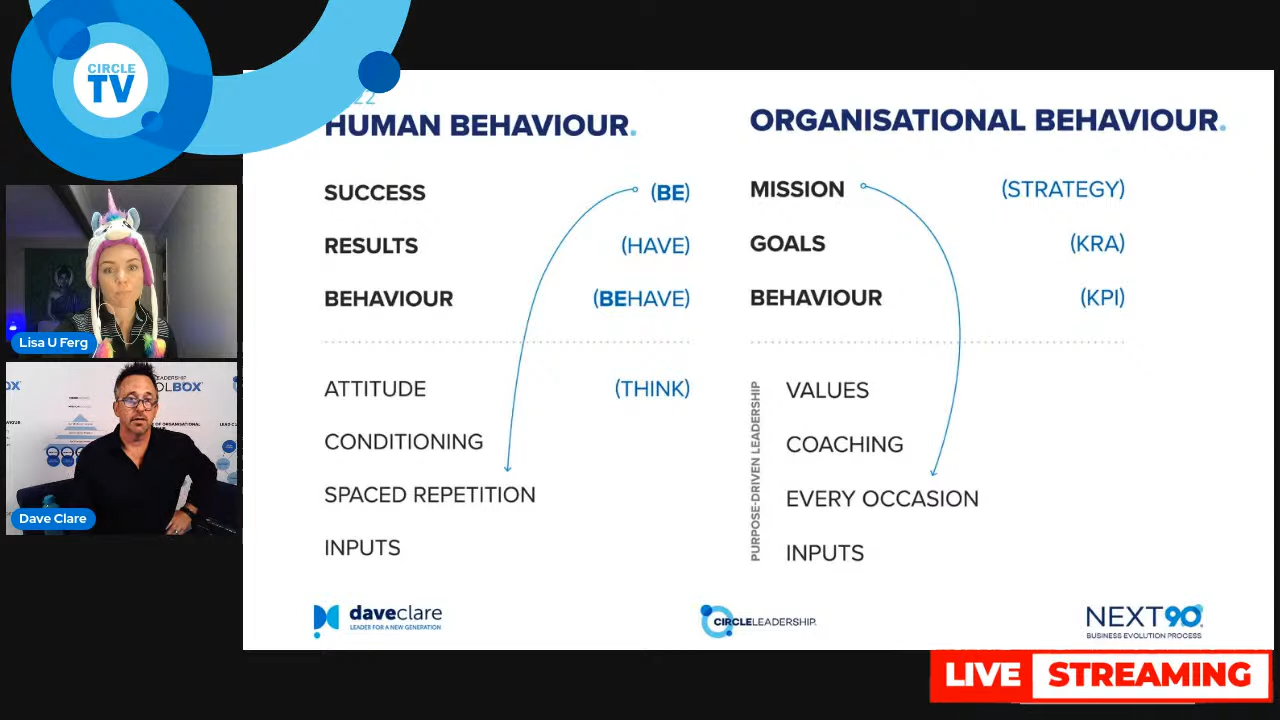 CIRCLE
TV
22
HUMAN BEHAVIOUR.
SUCCESS (BE)
RESULTS (HAVE)
BEHAVIOUR (BEHAVE)
ATTITUDE (THINK)
CONDITIONING
SPACED REPETITION
INPUTS
ORGANISATIONAL BEHAVIOUR.
MISSION (STRATEGY)
GOALS (KRA)
BEHAVIOUR (KPI)
PURPOSE-DRIVEN LEADERSHIP
VALUES
COACHING
EVERY OCCASION
INPUTS
Lisa U Ferg
Dave Clare
daveclare
LEADER FOR A NEW GENERATION
CIRCLELEADERSHIP.
NEXT90
BUSINESS EVOLUTION PROCESS
LIVE STREAMING